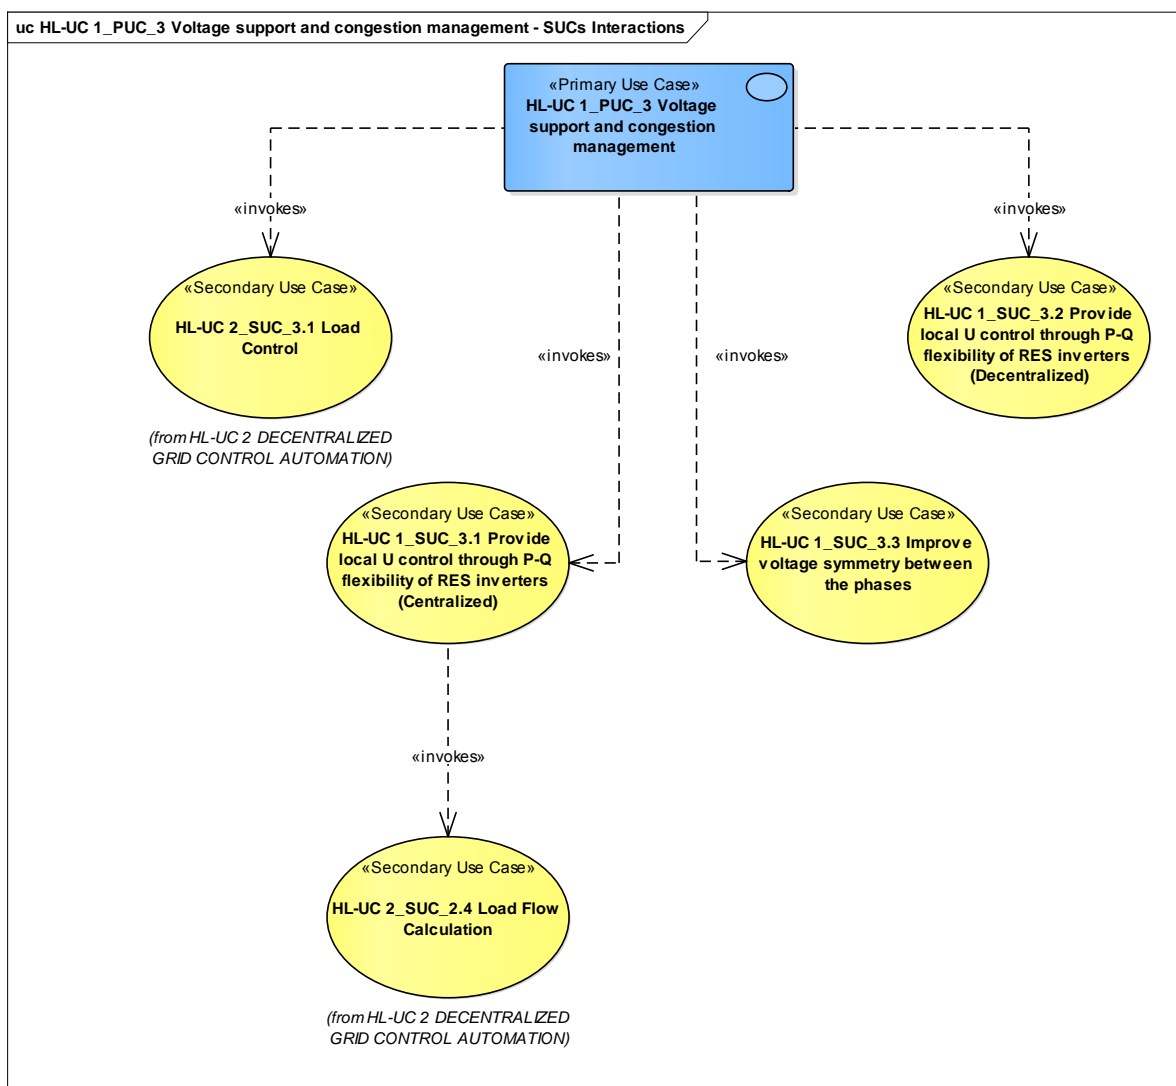 uc HL-UC 1_PUC_3 Voltage support and congestion management - SUCs Interactions
«Primary Use Case»
HL-UC 1_PUC_3 Voltage
support and congestion
management
«invokes»
«invokes»
«Secondary Use Case»
HL-UC 2_SUC_3.1 Load
Control
(from HL-UC 2 DECENTRALIZED
GRID CONTROL AUTOMATION)
«Secondary Use Case»
HL-UC 1_SUC_3.2 Provide
local U control through P-Q
flexibility of RES inverters
(Decentralized)
«invokes»
«invokes»
«Secondary Use Case»
HL-UC 1_SUC_3.1 Provide
local U control through P-Q
flexibility of RES inverters
(Centralized)
«Secondary Use Case»
HL-UC 1_SUC_3.3 Improve
voltage symmetry between
the phases
«invokes»
«Secondary Use Case»
HL-UC 2_SUC_2.4 Load Flow
Calculation
(from HL-UC 2 DECENTRALIZED
GRID CONTROL AUTOMATION)